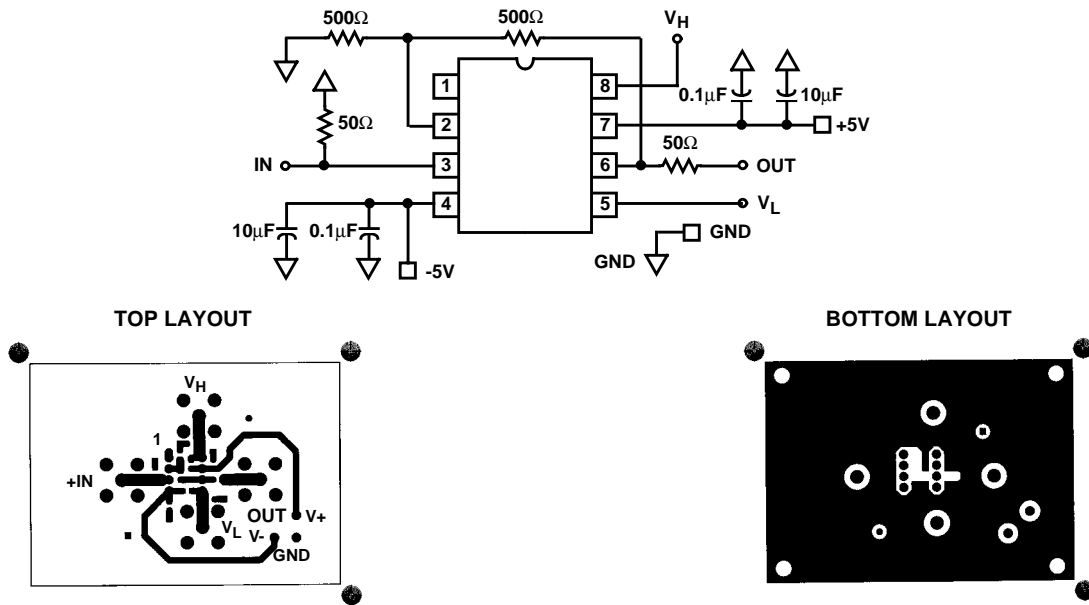 500Ω 500Ω V_H
1 8 0.1μF 10μF
50Ω 2 7 +5V
50Ω
IN 3 6 OUT
4 5 V_L
10μF 0.1μF GND
-5V GND
TOP LAYOUT BOTTOM LAYOUT
V_H
1
+IN
OUT V+
V_L V-
GND